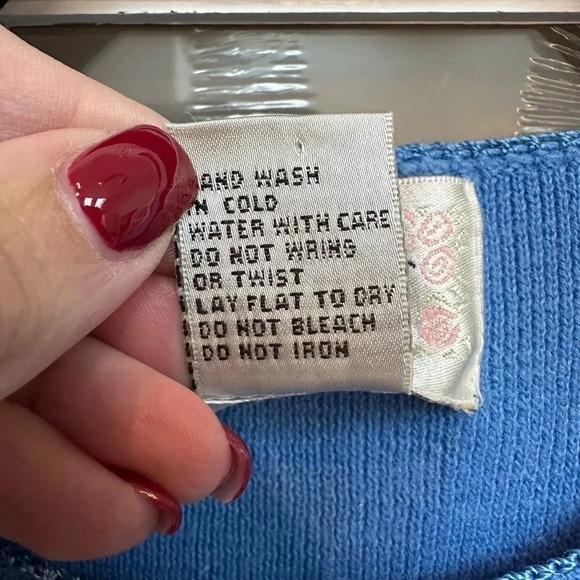 AND WASH
IN COLD
WATER WITH CARE
DO NOT WRING
OR TWIST
LAY FLAT TO DRY
DO NOT BLEACH
DO NOT IRON